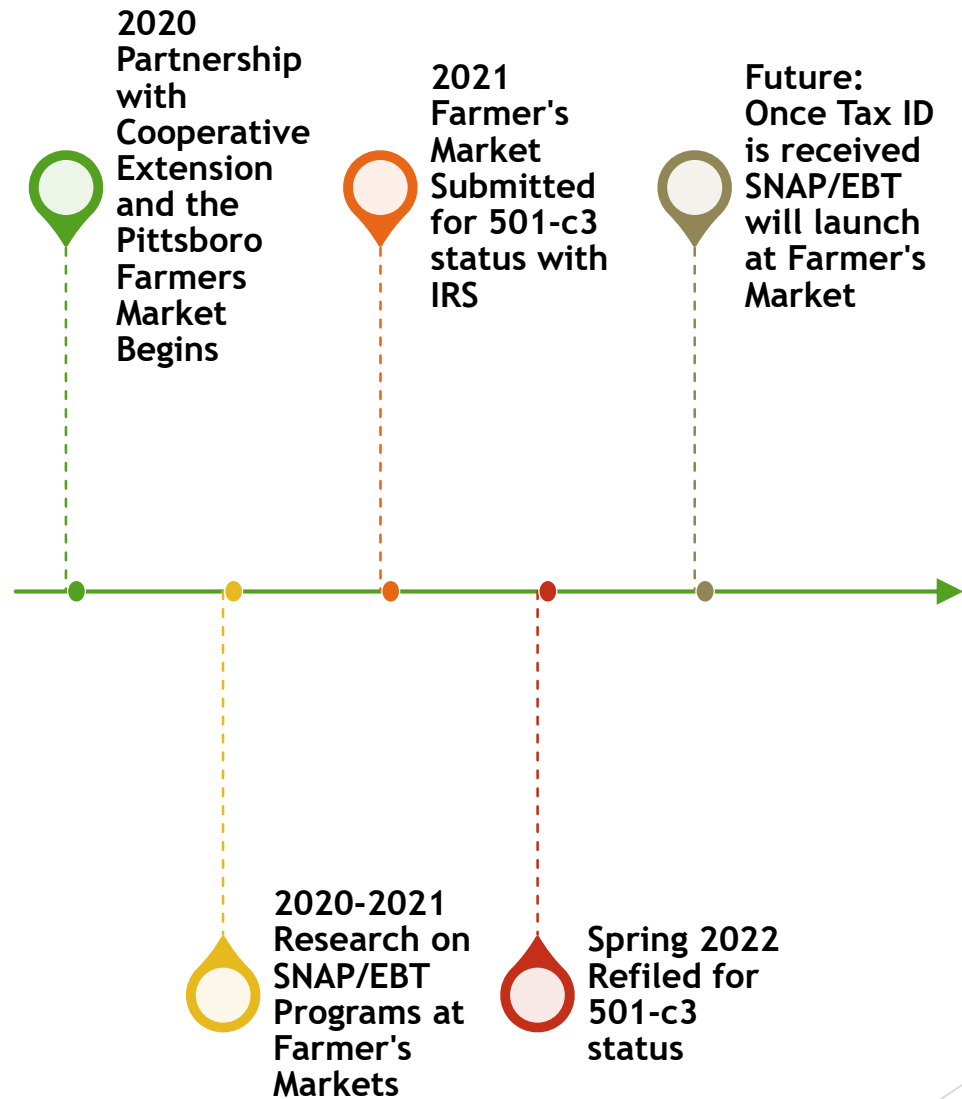 2020
Partnership
with
Cooperative
Extension
and the
Pittsboro
Farmers
Market
Begins
2020-2021
Research on
SNAP/EBT
Programs at
Farmer's
Markets
2021
Farmer's
Market
Submitted
for 501-c3
status with
IRS
Spring 2022
Refiled for
501-c3
status
Future:
Once Tax ID
is received
SNAP/EBT
will launch
at Farmer's
Market